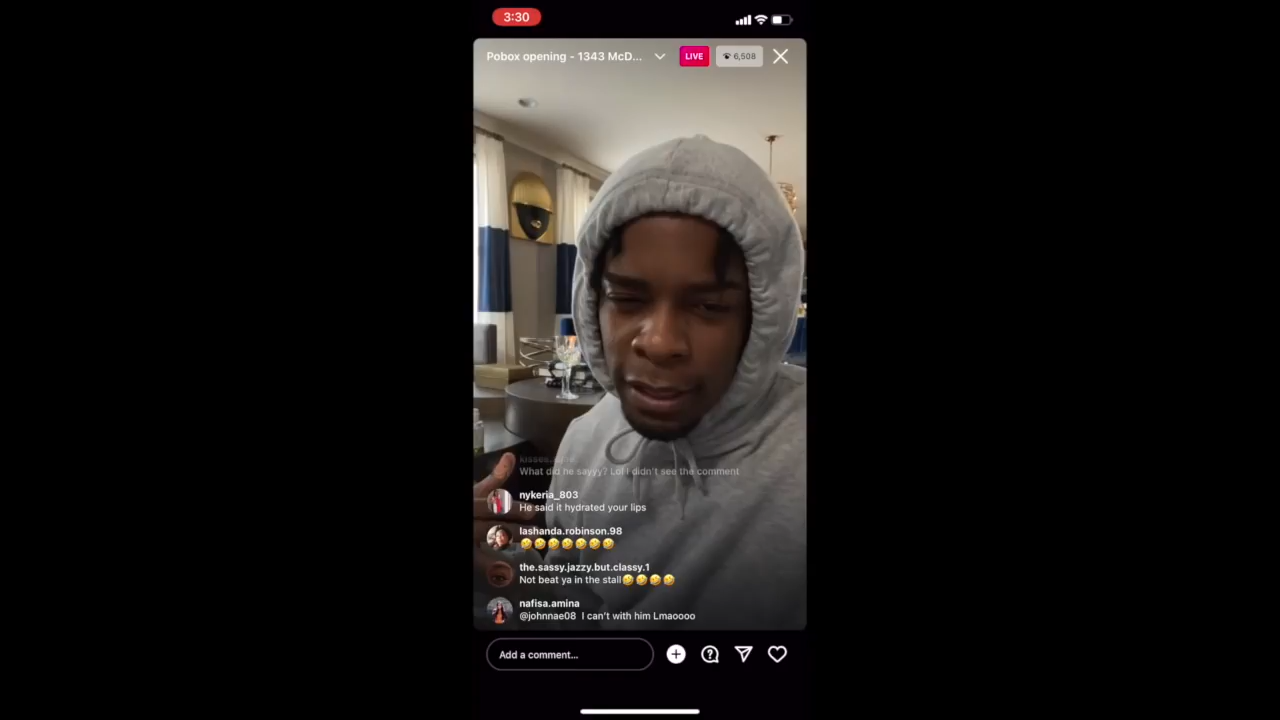 3:30
Pobox opening - 1343 McD...
LIVE
6,508
What did he sayyy? Lol I didn't see the comment
nykeria_803
He said it hydrated your lips
lashanda.robinson.98
🤣🤣🤣🤣🤣🤣🤣
the.sassy.jazzy.but.classy.1
Not beat ya in the stall🤣🤣🤣🤣
nafisa.amina
@johnnae08 I can't with him Lmaoooo
Add a comment...